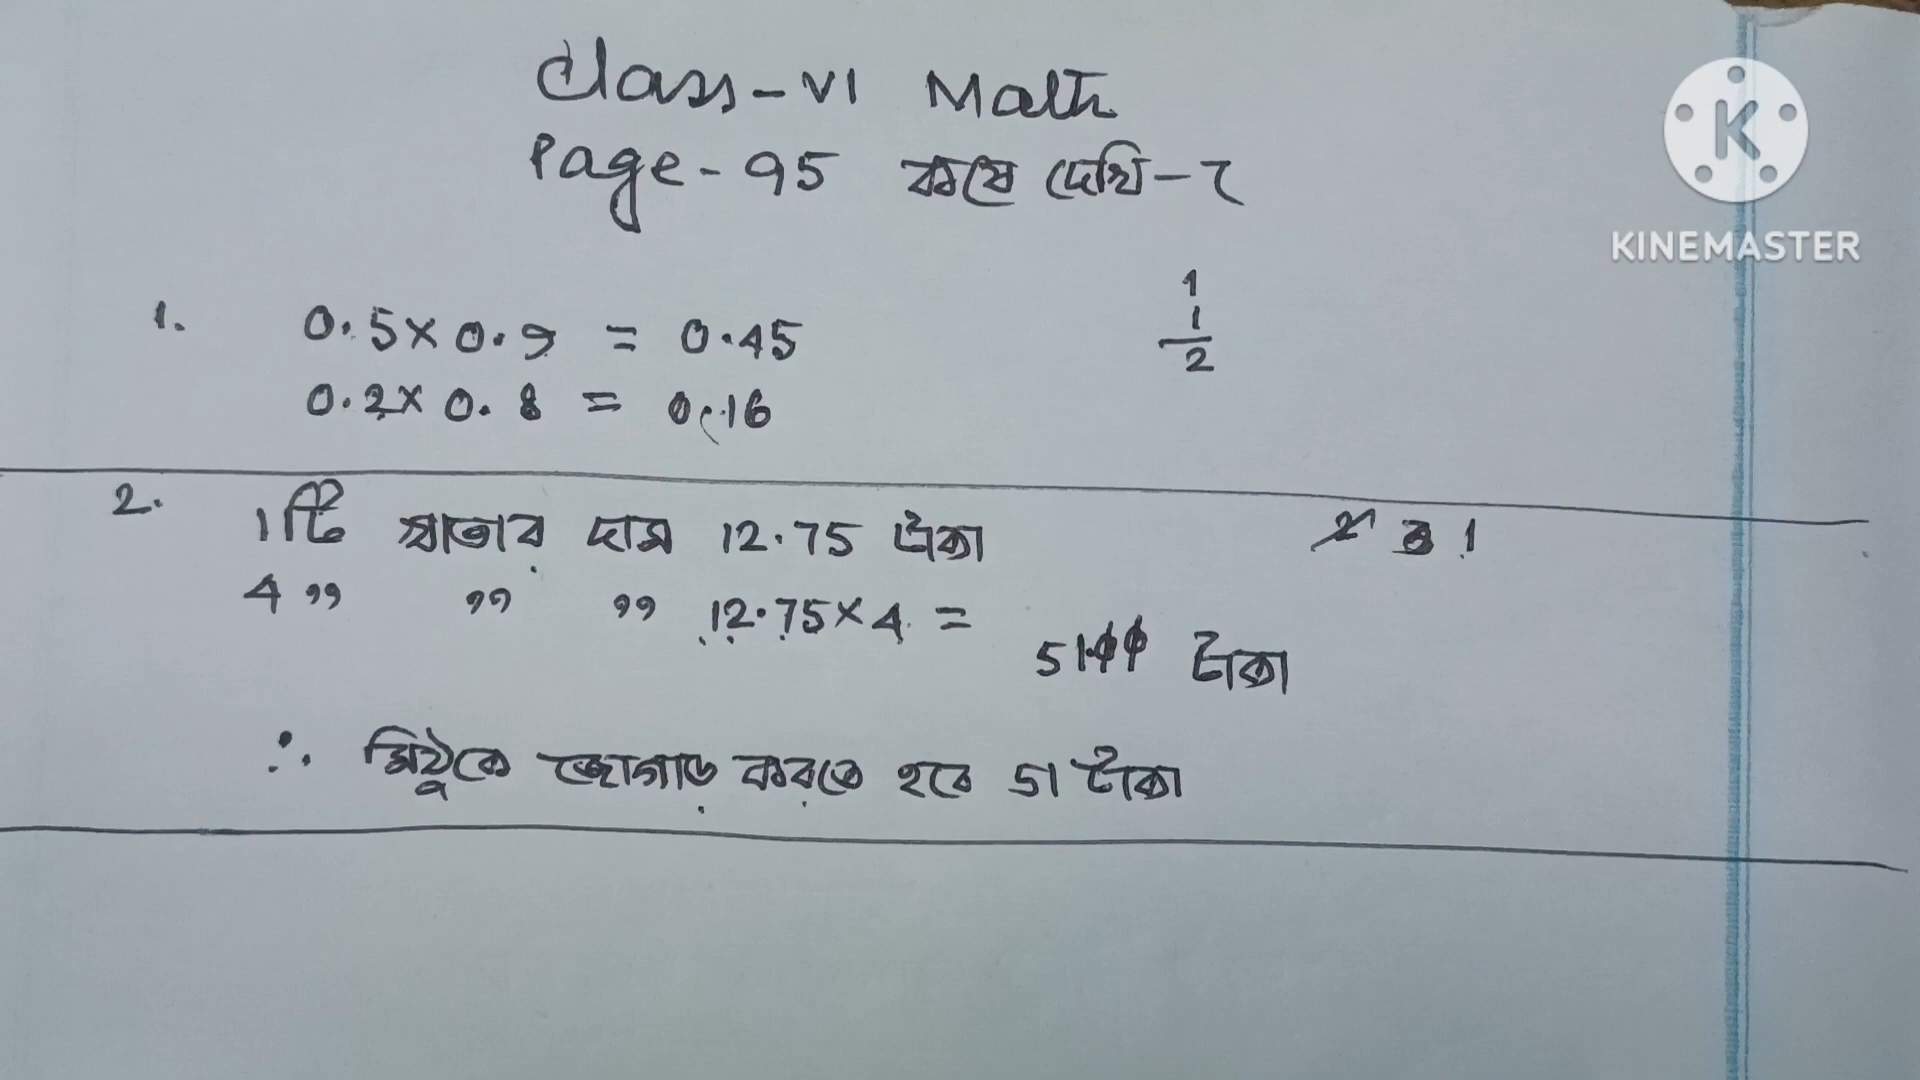 Class-VI Math
Page-95 কষে দেখি-7
K
KINEMASTER
1. 0.5×0.9 = 0.45
0.2×0.8 = 0.16
1
1
2
2. 1টি খাতার দাম 12.75 টাকা
2 3 1
4 ,, ,, ,, 12.75×4 =
51.00 টাকা
∴ মিঠুকে জোগাড় করতে হবে 51 টাকা